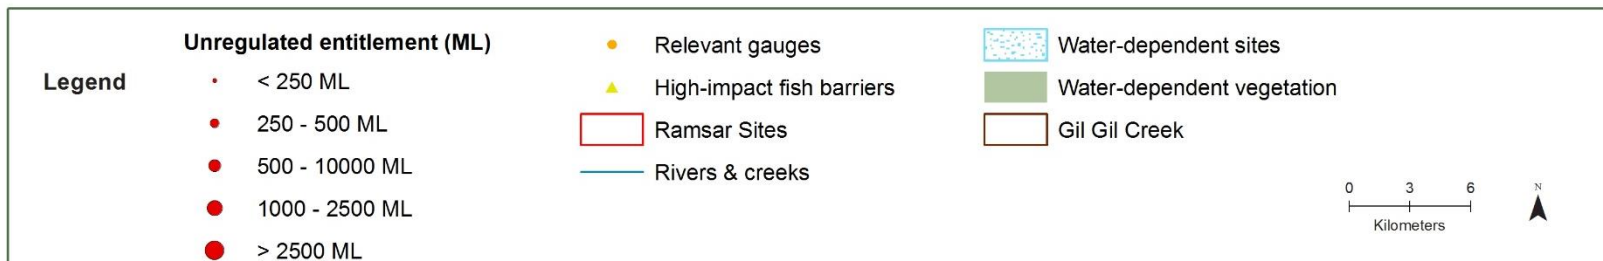 Legend
Unregulated entitlement (ML)
< 250 ML
250 - 500 ML
500 - 10000 ML
1000 - 2500 ML
> 2500 ML
Relevant gauges
High-impact fish barriers
Ramsar Sites
Rivers & creeks
Water-dependent sites
Water-dependent vegetation
Gil Gil Creek
0 3 6
Kilometers
N